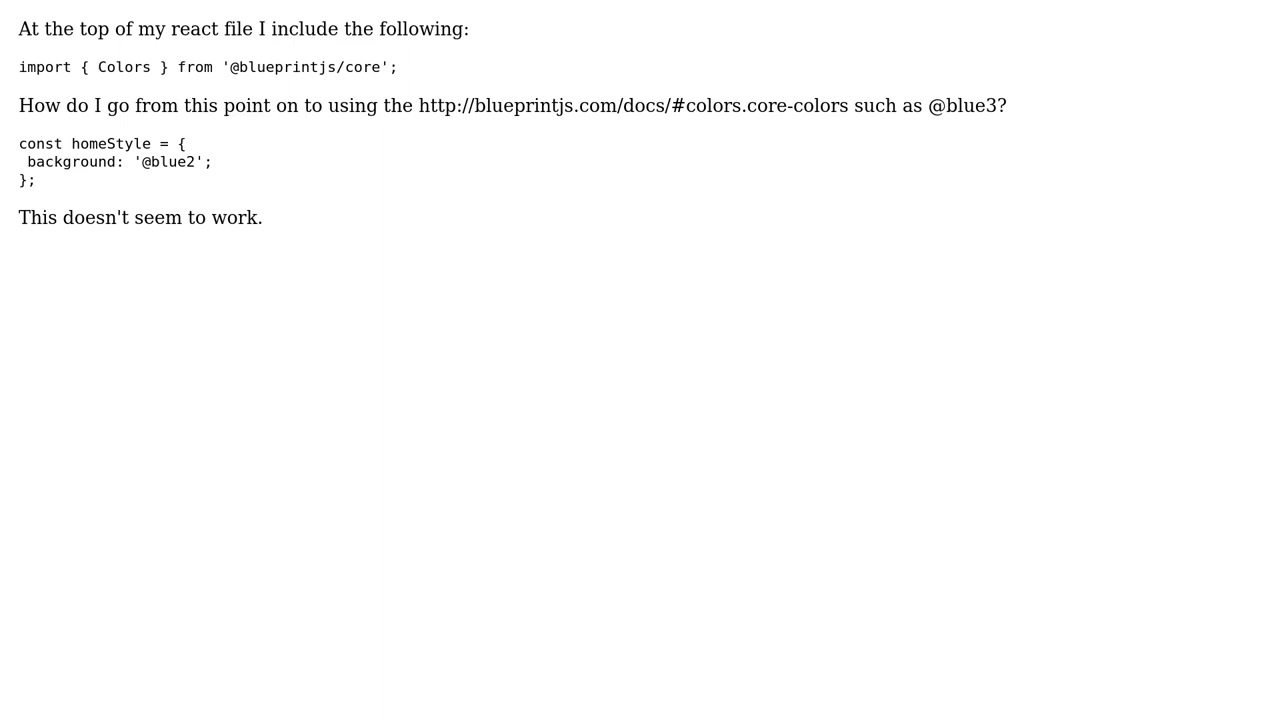 At the top of my react file I include the following:
import { Colors } from '@blueprintjs/core';
How do I go from this point on to using the http://blueprintjs.com/docs/#colors.core-colors such as @blue3?
const homeStyle = {
 background: '@blue2';
};
This doesn't seem to work.